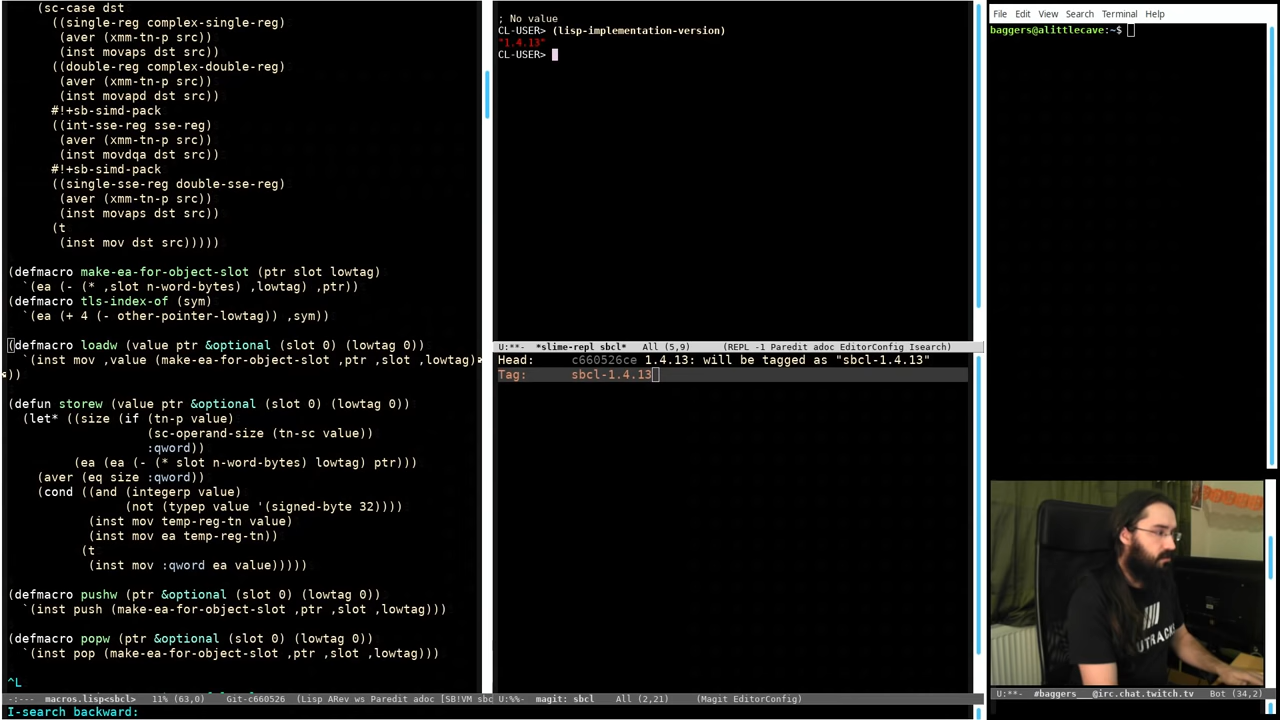 (sc-case dst
((single-reg complex-single-reg)
(aver (xmm-tn-p src))
(inst movaps dst src))
((double-reg complex-double-reg)
(aver (xmm-tn-p src))
(inst movapd dst src))
#!+sb-simd-pack
((int-sse-reg sse-reg)
(aver (xmm-tn-p src))
(inst movdqa dst src))
#!+sb-simd-pack
((single-sse-reg double-sse-reg)
(aver (xmm-tn-p src))
(inst movaps dst src))
(t
(inst mov dst src)))))
(defmacro make-ea-for-object-slot (ptr slot lowtag)
`(ea (- (* ,slot n-word-bytes) ,lowtag) ,ptr))
(defmacro tls-index-of (sym)
`(ea (+ 4 (- other-pointer-lowtag)) ,sym))
(defmacro loadw (value ptr &optional (slot 0) (lowtag 0))
`(inst mov ,value (make-ea-for-object-slot ,ptr ,slot ,lowtag)
))
(defun storew (value ptr &optional (slot 0) (lowtag 0))
(let* ((size (if (tn-p value)
(sc-operand-size (tn-sc value))
:qword))
(ea (ea (- (* slot n-word-bytes) lowtag) ptr)))
(aver (eq size :qword))
(cond ((and (integerp value)
(not (typep value '(signed-byte 32))))
(inst mov temp-reg-tn value)
(inst mov ea temp-reg-tn))
(t
(inst mov :qword ea value)))))
(defmacro pushw (ptr &optional (slot 0) (lowtag 0))
`(inst push (make-ea-for-object-slot ,ptr ,slot ,lowtag)))
(defmacro popw (ptr &optional (slot 0) (lowtag 0))
`(inst pop (make-ea-for-object-slot ,ptr ,slot ,lowtag)))
^L
-:--- macros.lisp<sbcl> 11% (63,0) Git-c660526 (Lisp ARev ws Paredit adoc [SB!VM sbc
I-search backward:
; No value
CL-USER> (lisp-implementation-version)
"1.4.13"
CL-USER>
U:**- *slime-repl sbcl* All (5,9) (REPL -1 Paredit adoc EditorConfig Isearch)
Head: c660526ce 1.4.13: will be tagged as "sbcl-1.4.13"
Tag: sbcl-1.4.13
U:%%- magit: sbcl All (2,21) (Magit EditorConfig)
File Edit View Search Terminal Help
baggers@alittlecave:~$
UTRACKS
U:**- #baggers___@irc.chat.twitch.tv Bot (34,2)